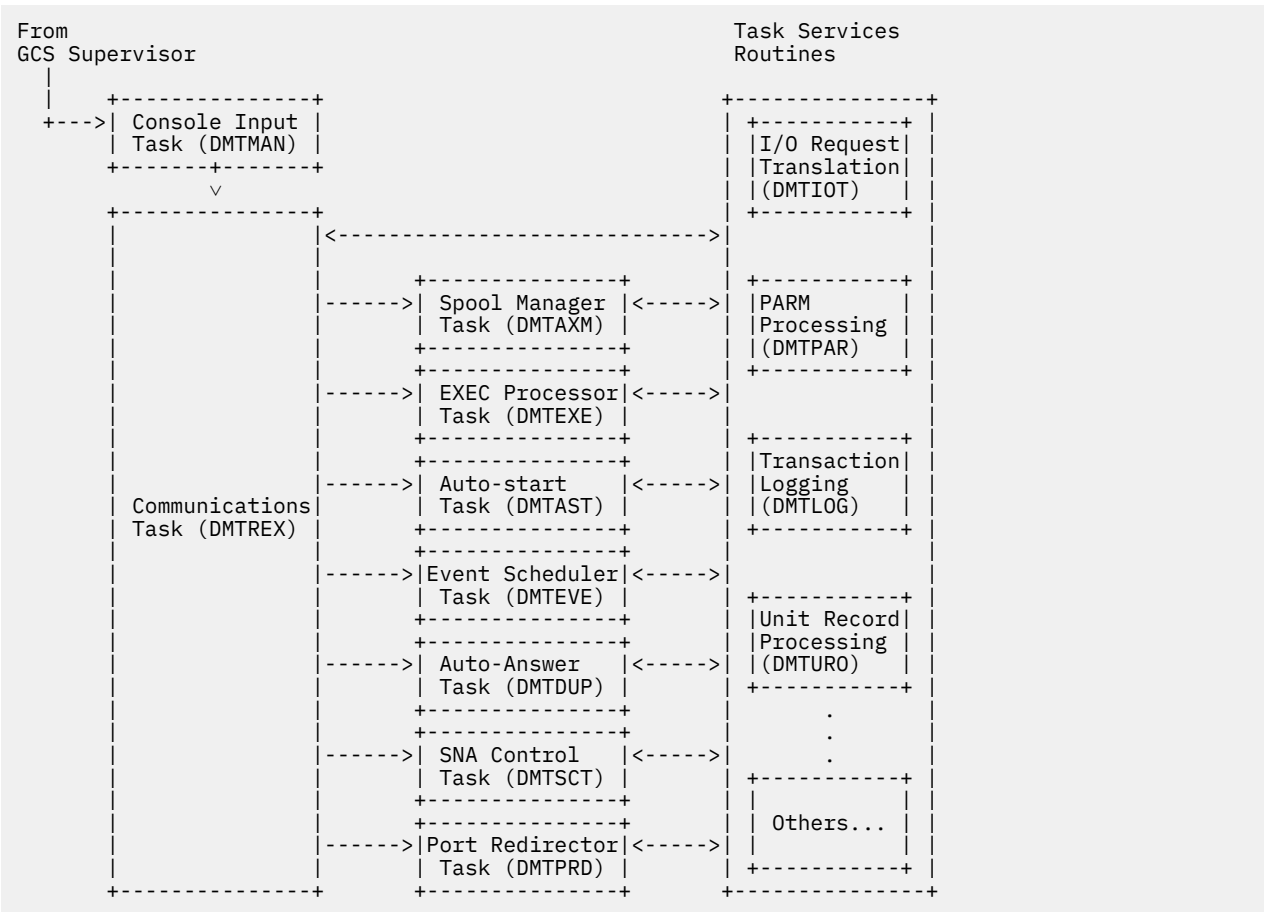 From
GCS Supervisor
Task Services
Routines
Console Input
Task (DMTMAN)
Communications
Task (DMTREX)
Spool Manager
Task (DMTAXM)
EXEC Processor
Task (DMTEXE)
Auto-start
Task (DMTAST)
Event Scheduler
Task (DMTEVE)
Auto-Answer
Task (DMTDUP)
SNA Control
Task (DMTSCT)
Port Redirector
Task (DMTPRD)
I/O Request
Translation
(DMTIOT)
PARM
Processing
(DMTPAR)
Transaction
Logging
(DMTLOG)
Unit Record
Processing
(DMTURO)
.
.
.
Others...